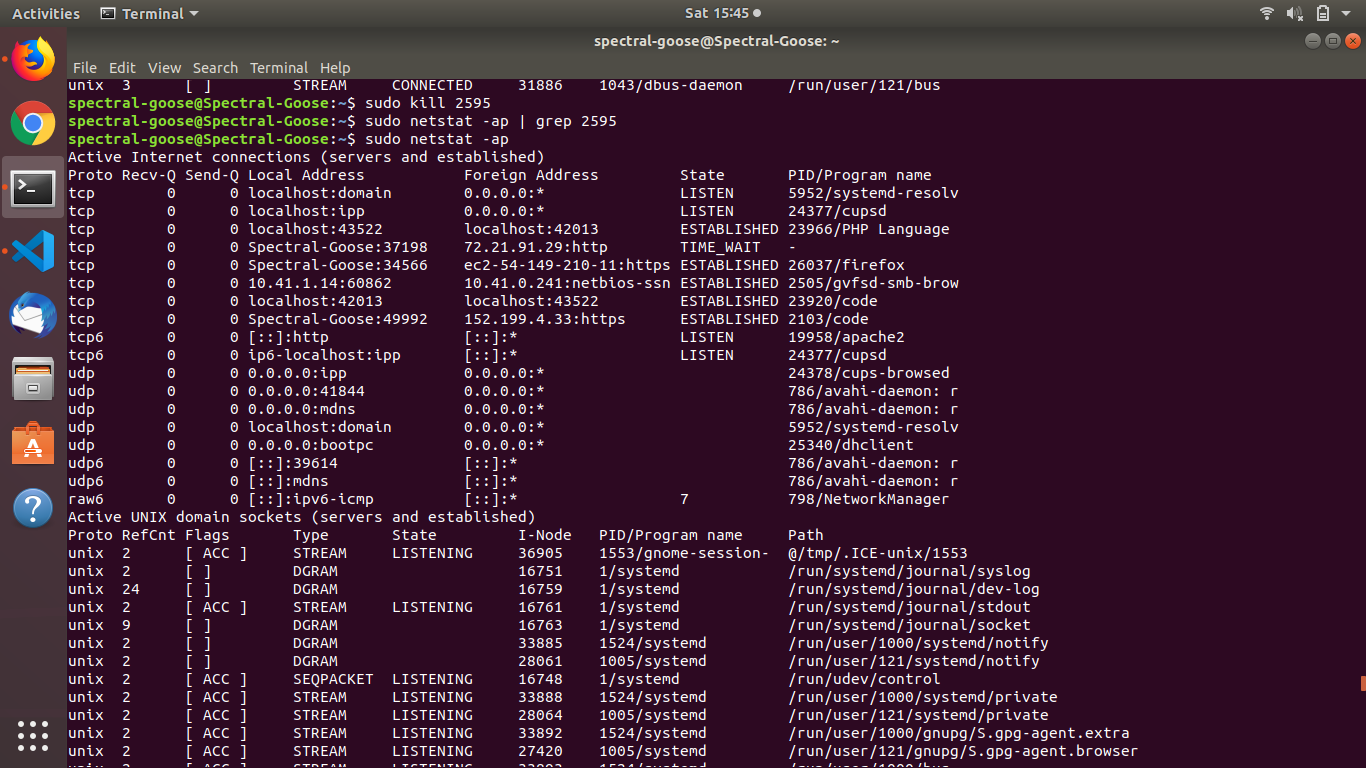 Activities Terminal Sat 15:45
spectral-goose@Spectral-Goose: ~
File Edit View Search Terminal Help
unix 3 [ ] STREAM CONNECTED 31886 1043/dbus-daemon /run/user/121/bus
spectral-goose@Spectral-Goose:~$ sudo kill 2595
spectral-goose@Spectral-Goose:~$ sudo netstat -ap | grep 2595
spectral-goose@Spectral-Goose:~$ sudo netstat -ap
Active Internet connections (servers and established)
Proto Recv-Q Send-Q Local Address Foreign Address State PID/Program name
tcp 0 0 localhost:domain 0.0.0.0:* LISTEN 5952/systemd-resolv
tcp 0 0 localhost:ipp 0.0.0.0:* LISTEN 24377/cupsd
tcp 0 0 localhost:43522 localhost:42013 ESTABLISHED 23966/PHP Language
tcp 0 0 Spectral-Goose:37198 72.21.91.29:http TIME_WAIT -
tcp 0 0 Spectral-Goose:34566 ec2-54-149-210-11:https ESTABLISHED 26037/firefox
tcp 0 0 10.41.1.14:60862 10.41.0.241:netbios-ssn ESTABLISHED 2505/gvfsd-smb-brow
tcp 0 0 localhost:42013 localhost:43522 ESTABLISHED 23920/code
tcp 0 0 Spectral-Goose:49992 152.199.4.33:https ESTABLISHED 2103/code
tcp6 0 0 [::]:http [::]:* LISTEN 19958/apache2
tcp6 0 0 ip6-localhost:ipp [::]:* LISTEN 24377/cupsd
udp 0 0 0.0.0.0:ipp 0.0.0.0:* 24378/cups-browsed
udp 0 0 0.0.0.0:41844 0.0.0.0:* 786/avahi-daemon: r
udp 0 0 0.0.0.0:mdns 0.0.0.0:* 786/avahi-daemon: r
udp 0 0 localhost:domain 0.0.0.0:* 5952/systemd-resolv
udp 0 0 0.0.0.0:bootpc 0.0.0.0:* 25340/dhclient
udp6 0 0 [::]:39614 [::]:* 786/avahi-daemon: r
udp6 0 0 [::]:mdns [::]:* 786/avahi-daemon: r
raw6 0 0 [::]:ipv6-icmp [::]:* 7 798/NetworkManager
Active UNIX domain sockets (servers and established)
Proto RefCnt Flags Type State I-Node PID/Program name Path
unix 2 [ ACC ] STREAM LISTENING 36905 1553/gnome-session- @/tmp/.ICE-unix/1553
unix 2 [ ] DGRAM 16751 1/systemd /run/systemd/journal/syslog
unix 24 [ ] DGRAM 16759 1/systemd /run/systemd/journal/dev-log
unix 2 [ ACC ] STREAM LISTENING 16761 1/systemd /run/systemd/journal/stdout
unix 9 [ ] DGRAM 16763 1/systemd /run/systemd/journal/socket
unix 2 [ ] DGRAM 33885 1524/systemd /run/user/1000/systemd/notify
unix 2 [ ] DGRAM 28061 1005/systemd /run/user/121/systemd/notify
unix 2 [ ACC ] SEQPACKET LISTENING 16748 1/systemd /run/udev/control
unix 2 [ ACC ] STREAM LISTENING 33888 1524/systemd /run/user/1000/systemd/private
unix 2 [ ACC ] STREAM LISTENING 28064 1005/systemd /run/user/121/systemd/private
unix 2 [ ACC ] STREAM LISTENING 33892 1524/systemd /run/user/1000/gnupg/S.gpg-agent.extra
unix 2 [ ACC ] STREAM LISTENING 27420 1005/systemd /run/user/121/gnupg/S.gpg-agent.browser